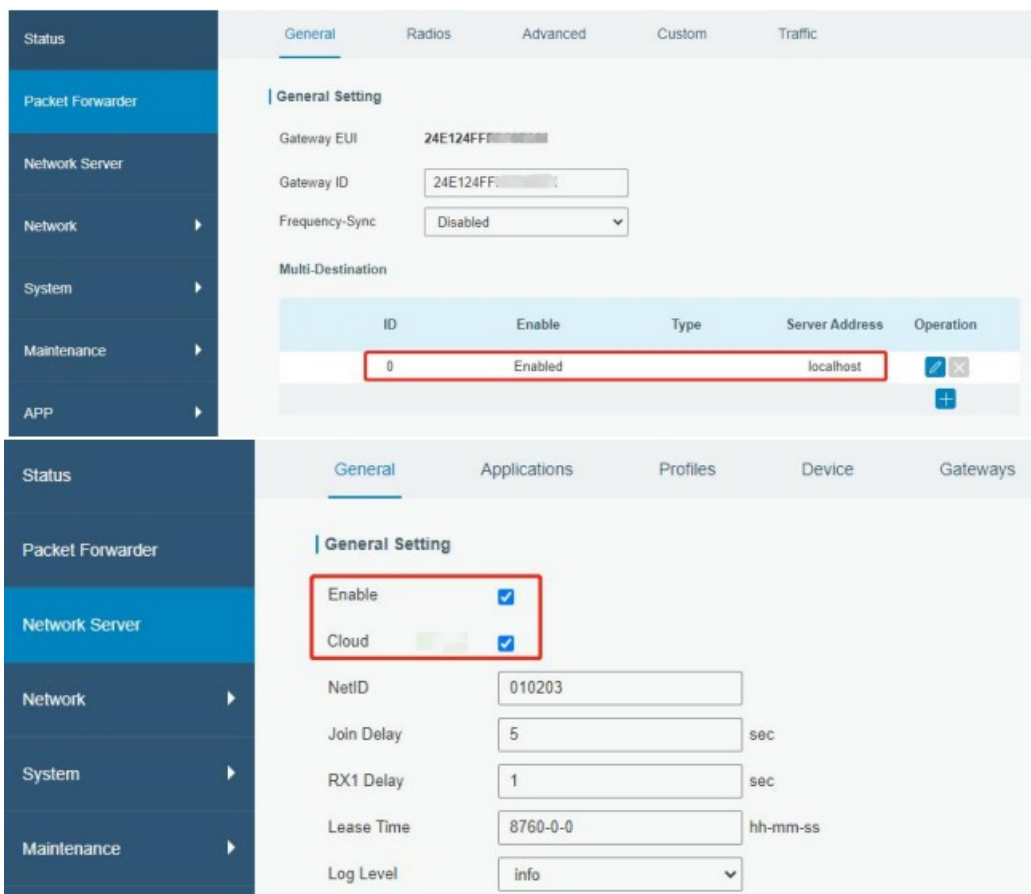 General Radios Advanced Custom Traffic
Status
Packet Forwarder
Network Server
Network
System
Maintenance
APP
General Setting
Gateway EUI 24E124FF
Gateway ID 24E124FF
Frequency-Sync Disabled
Multi-Destination
ID Enable Type Server Address Operation
0 Enabled localhost
General Applications Profiles Device Gateways
Status
Packet Forwarder
Network Server
Network
System
Maintenance
General Setting
Enable
Cloud
NetID 010203
Join Delay 5 sec
RX1 Delay 1 sec
Lease Time 8760-0-0 hh-mm-ss
Log Level info